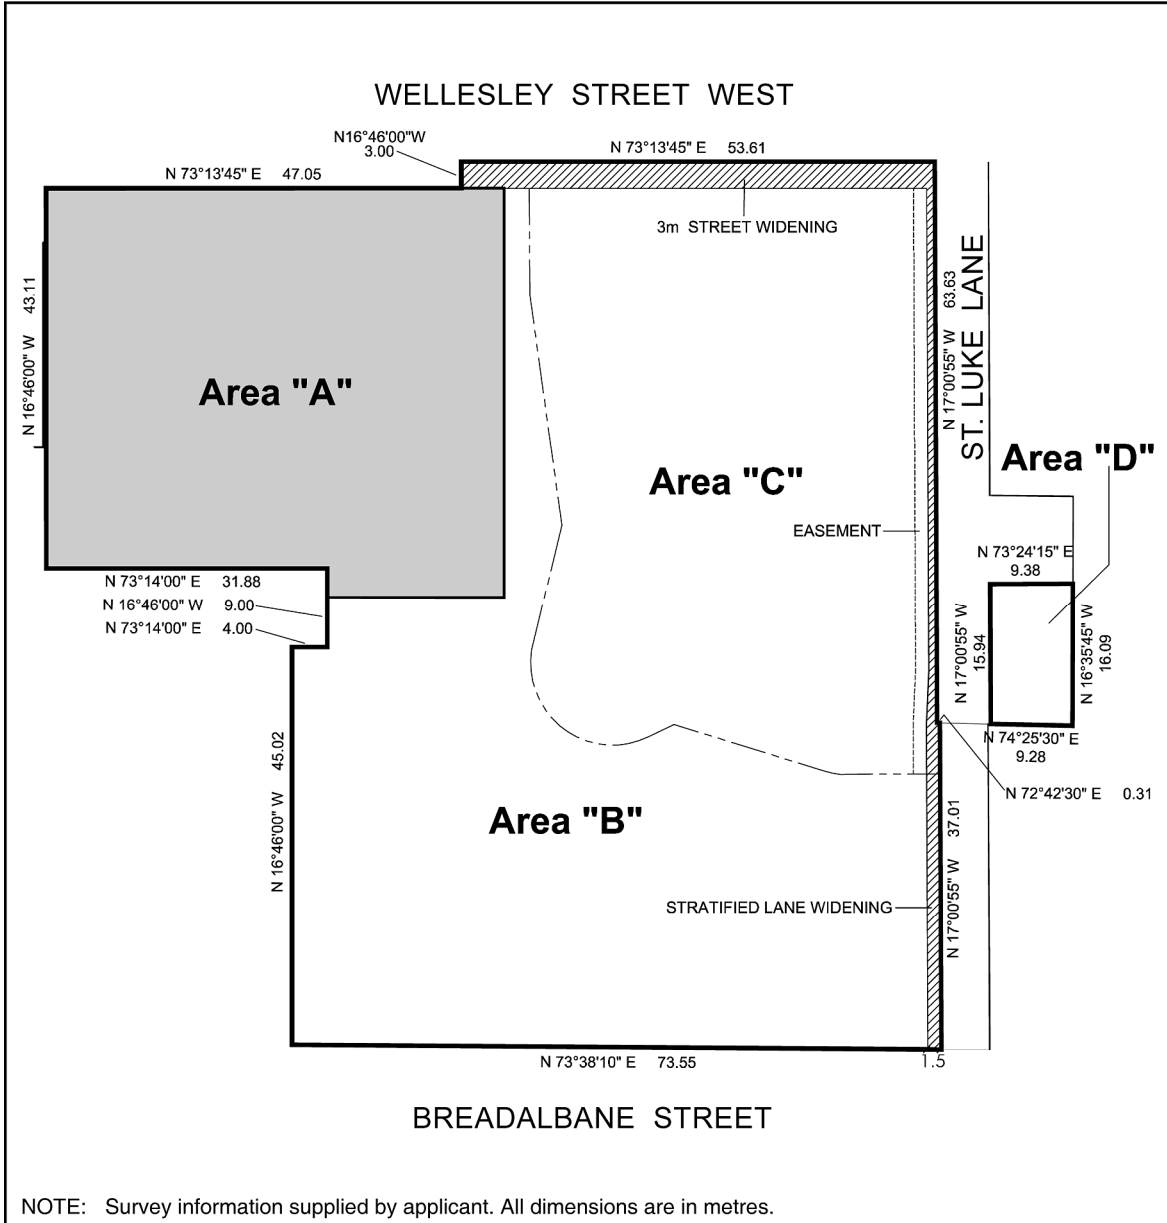 WELLESLEY STREET WEST
N16°46'00"W
3.00
N 73°13'45" E 53.61
N 73°13'45" E 47.05
3m STREET WIDENING
N 16°46'00" W 43.11
N 17°00'55" W 63.63
ST. LUKE LANE
Area "A"
Area "C"
Area "D"
EASEMENT
N 73°24'15" E
9.38
N 73°14'00" E 31.88
N 16°46'00" W 9.00
N 73°14'00" E 4.00
N 17°00'55" W
15.94
N 16°35'45" W
16.09
N 74°25'30" E
9.28
N 72°42'30" E 0.31
N 16°46'00" W 45.02
Area "B"
N 17°00'55" W 37.01
STRATIFIED LANE WIDENING
N 73°38'10" E 73.55
1.5
BREADALBANE STREET
NOTE: Survey information supplied by applicant. All dimensions are in metres.